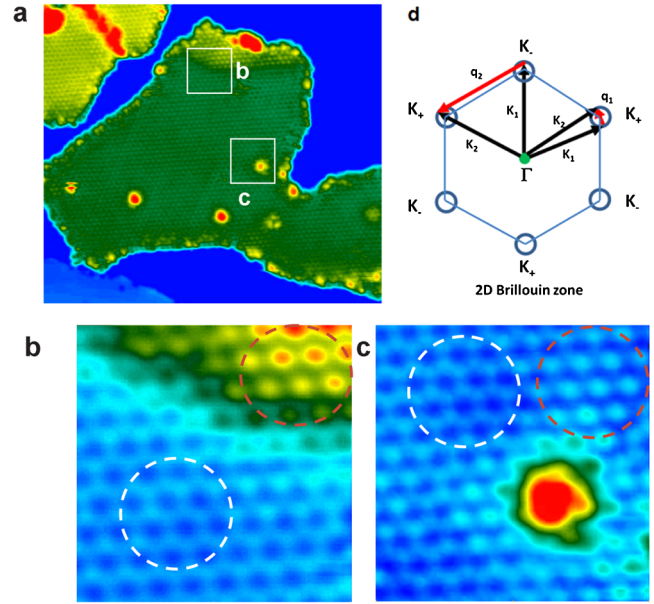 a
b
c
d
K-
q2
q1
K+
K1
K2
K+
K2
K1
Γ
K-
K-
K+
2D Brillouin zone
b
c